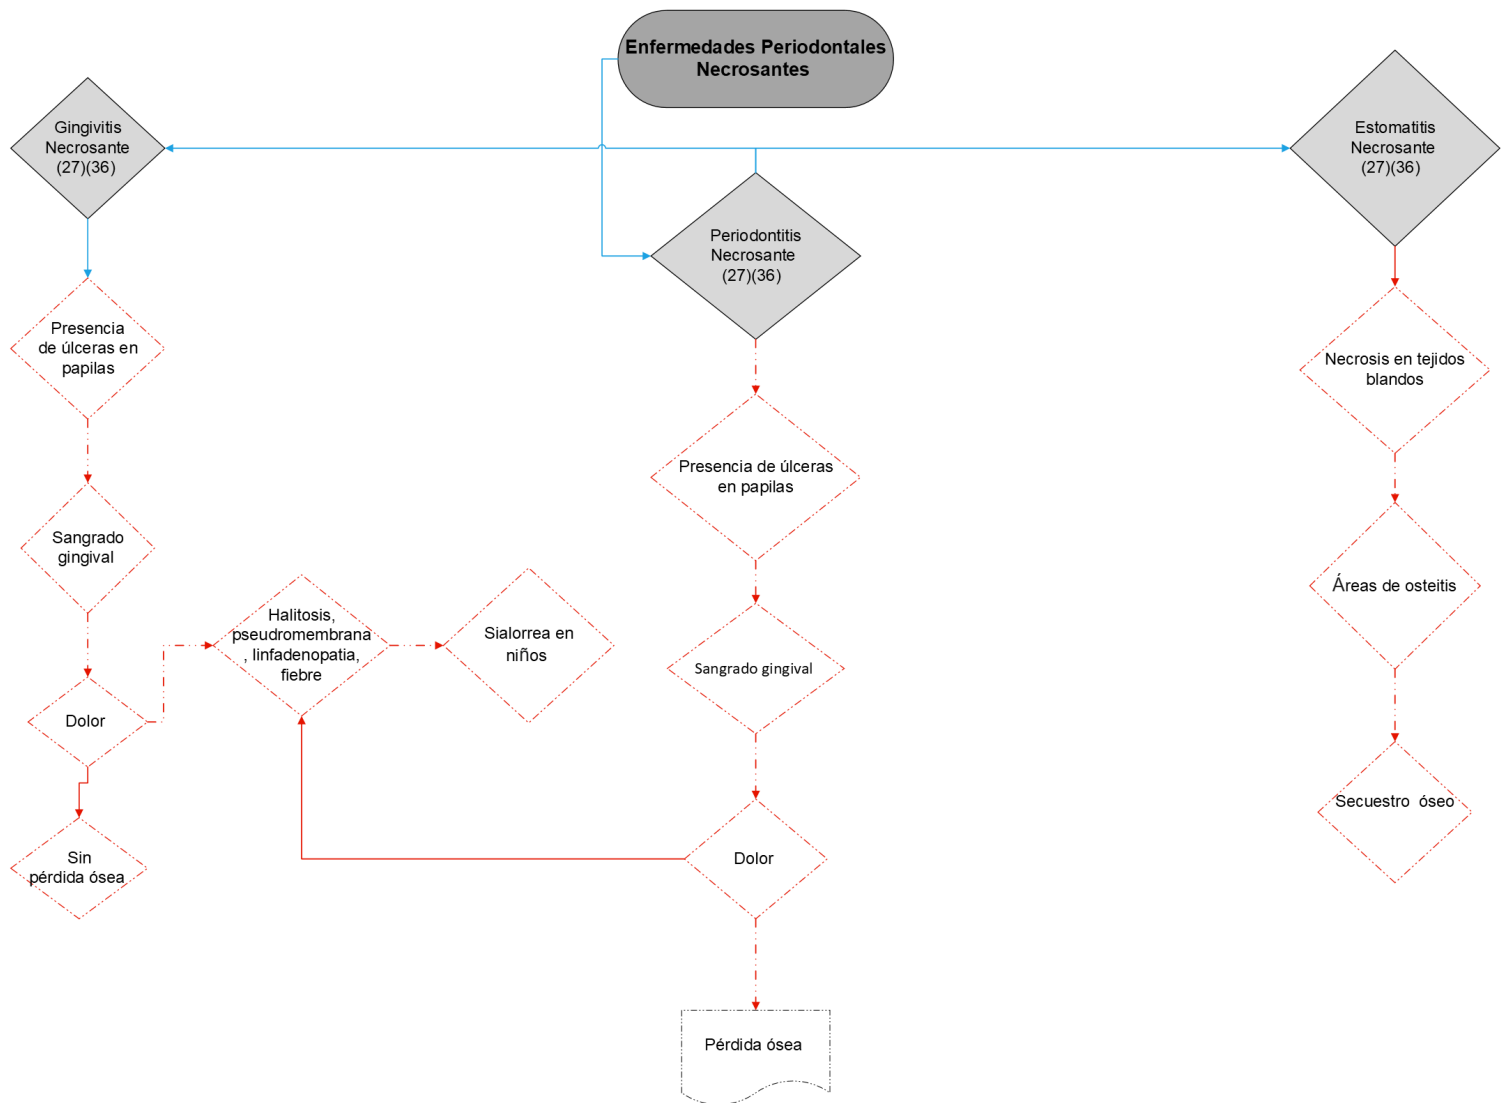 Enfermedades Periodontales
Necrosantes
Gingivitis
Necrosante
(27)(36)
Periodontitis
Necrosante
(27)(36)
Estomatitis
Necrosante
(27)(36)
Presencia
de úlceras en
papilas
Sangrado
gingival
Dolor
Sin
pérdida ósea
Halitosis,
pseudromembrana
, linfadenopatia,
fiebre
Sialorrea en
niños
Presencia de úlceras
en papilas
Sangrado gingival
Dolor
Pérdida ósea
Necrosis en tejidos
blandos
Áreas de osteitis
Secuestro óseo